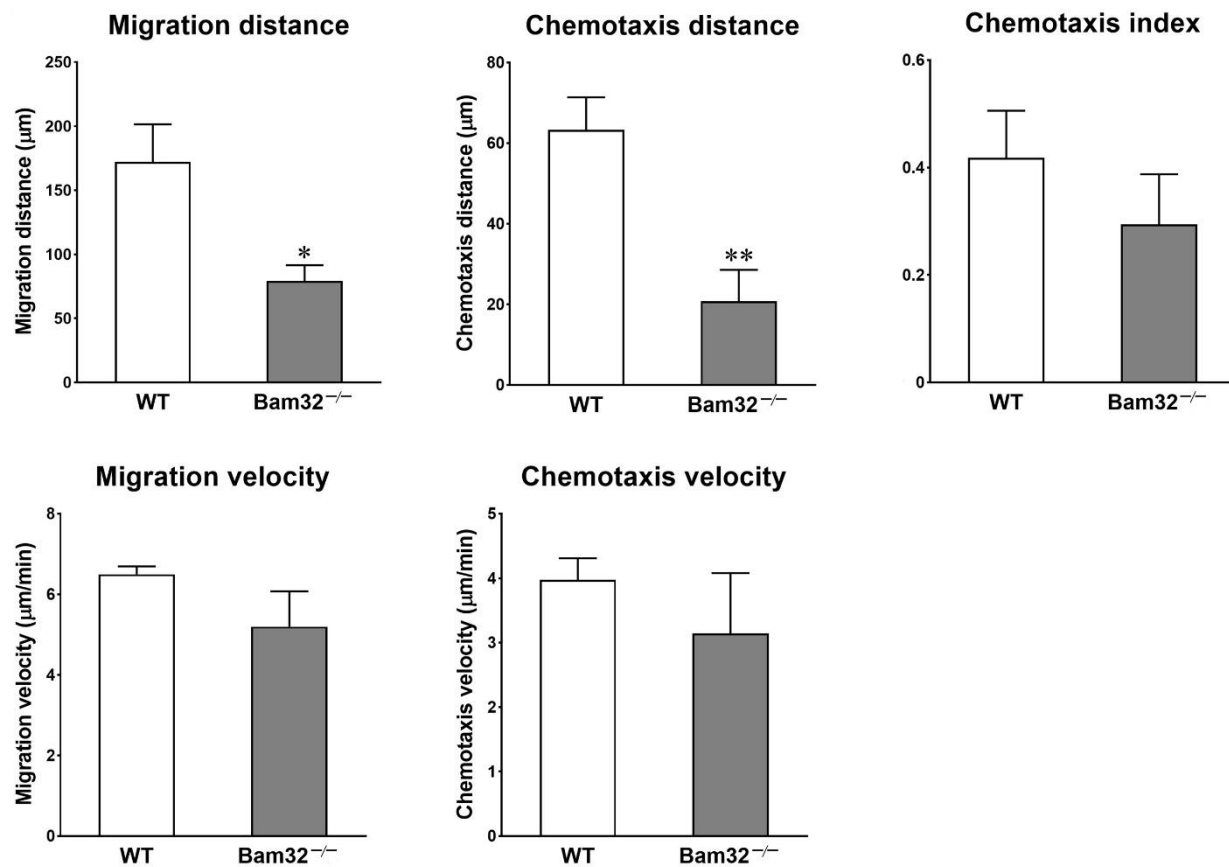 Migration distance
Migration distance (μm)
250
200
150
100
50
0
*
WT
Bam32−/−
Chemotaxis distance
Chemotaxis distance (μm)
80
60
40
20
0
**
WT
Bam32−/−
Chemotaxis index
0.6
0.4
0.2
0
WT
Bam32−/−
Migration velocity
Migration velocity (μm/min)
8
6
4
2
0
WT
Bam32−/−
Chemotaxis velocity
Chemotaxis velocity (μm/min)
5
4
3
2
1
0
WT
Bam32−/−